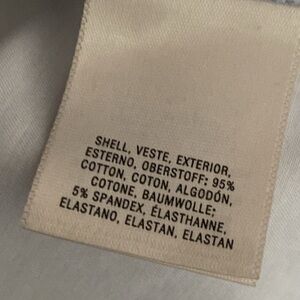 SHELL, VESTE, EXTERIOR,
ESTERNO, OBERSTOFF: 95%
COTTON, COTON, ALGODÓN,
COTONE, BAUMWOLLE;
5% SPANDEX, ÉLASTHANNE,
ELASTANO, ELASTAN, ELASTAN